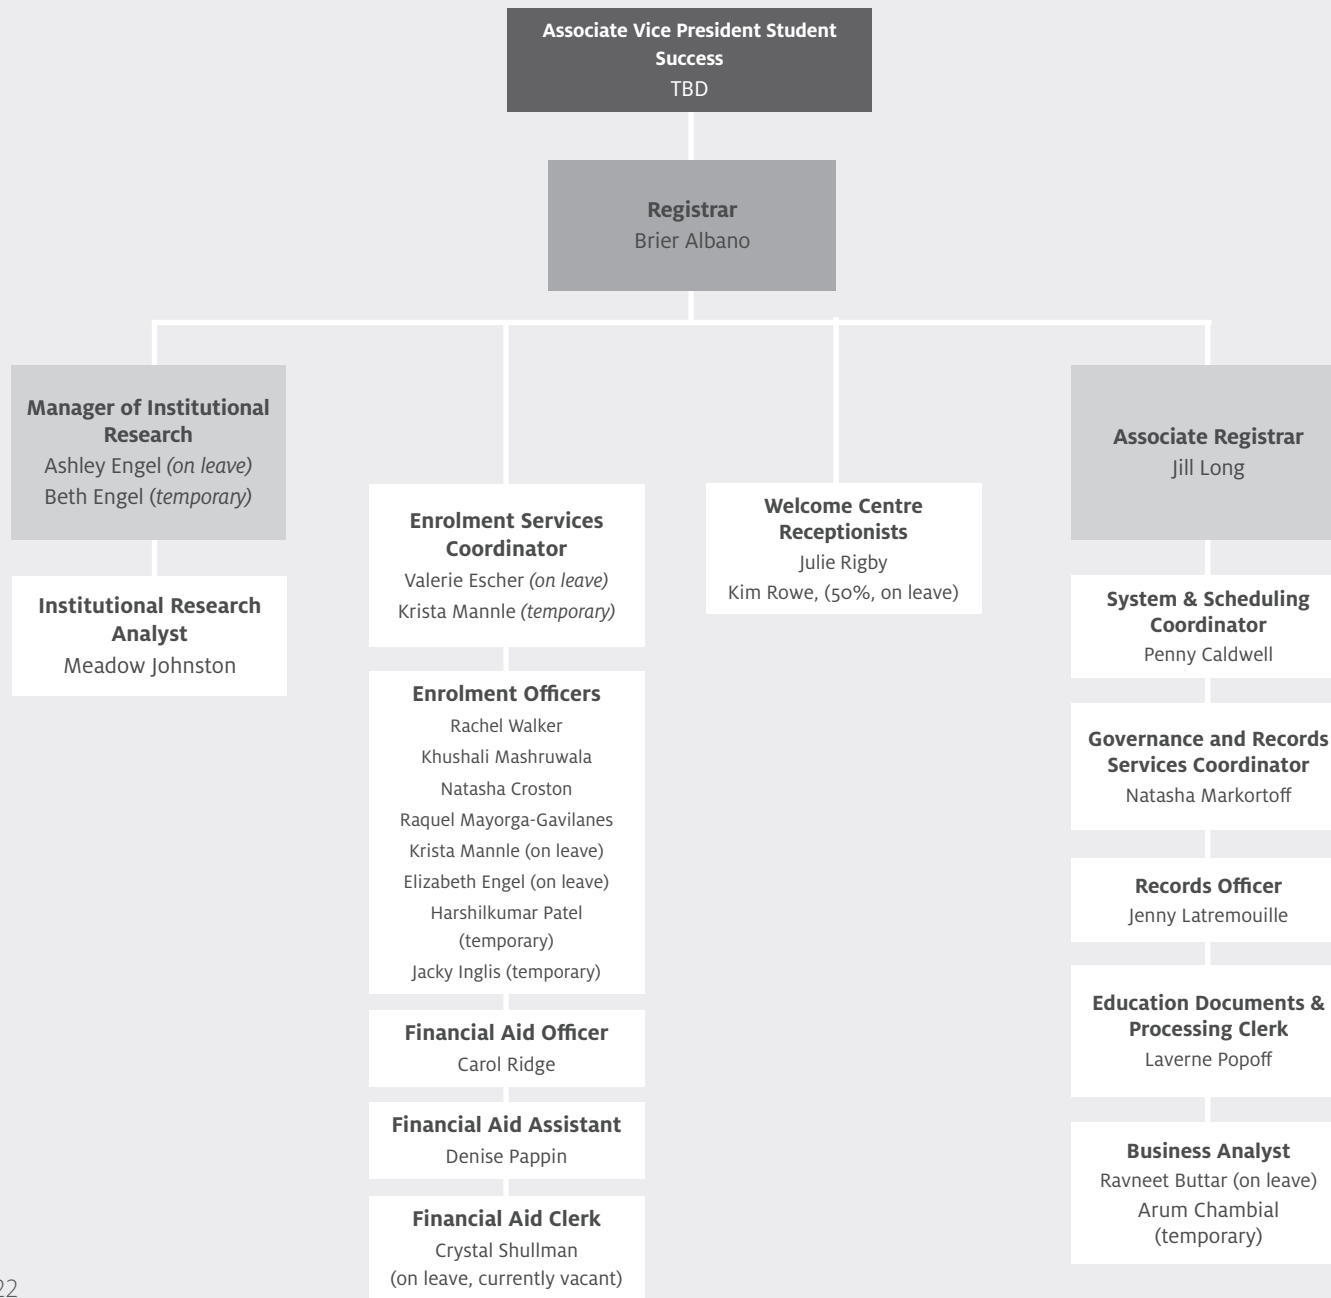 Associate Vice President Student
Success
TBD
Registrar
Brier Albano
Manager of Institutional
Research
Ashley Engel (on leave)
Beth Engel (temporary)
Institutional Research
Analyst
Meadow Johnston
Enrolment Services
Coordinator
Valerie Escher (on leave)
Krista Mannle (temporary)
Enrolment Officers
Rachel Walker
Khushali Mashruwala
Natasha Croston
Raquel Mayorga-Gavilanes
Krista Mannle (on leave)
Elizabeth Engel (on leave)
Harshilkumar Patel
(temporary)
Jacky Inglis (temporary)
Financial Aid Officer
Carol Ridge
Financial Aid Assistant
Denise Pappin
Financial Aid Clerk
Crystal Shullman
(on leave, currently vacant)
Welcome Centre
Receptionists
Julie Rigby
Kim Rowe, (50%, on leave)
Associate Registrar
Jill Long
System & Scheduling
Coordinator
Penny Caldwell
Governance and Records
Services Coordinator
Natasha Markortoff
Records Officer
Jenny Latremouille
Education Documents &
Processing Clerk
Laverne Popoff
Business Analyst
Ravneet Buttar (on leave)
Arum Chambial
(temporary)
22